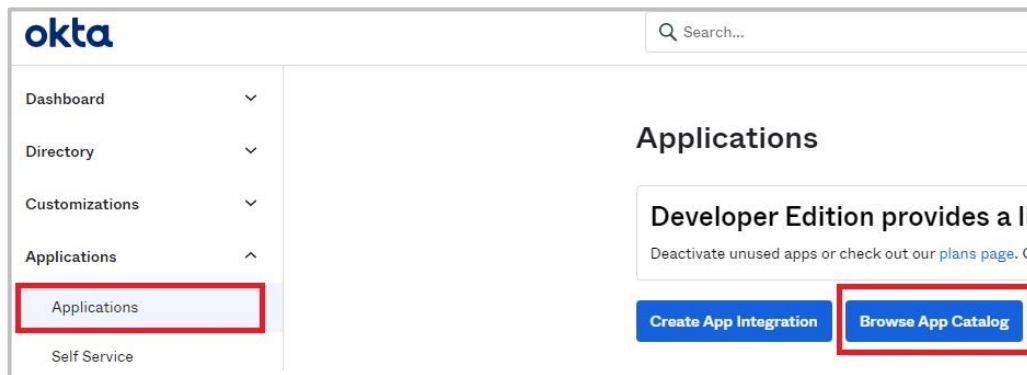 okta
Search...
Dashboard
Directory
Customizations
Applications
Applications
Self Service
Applications
Developer Edition provides a
Deactivate unused apps or check out our plans page.
Create App Integration
Browse App Catalog